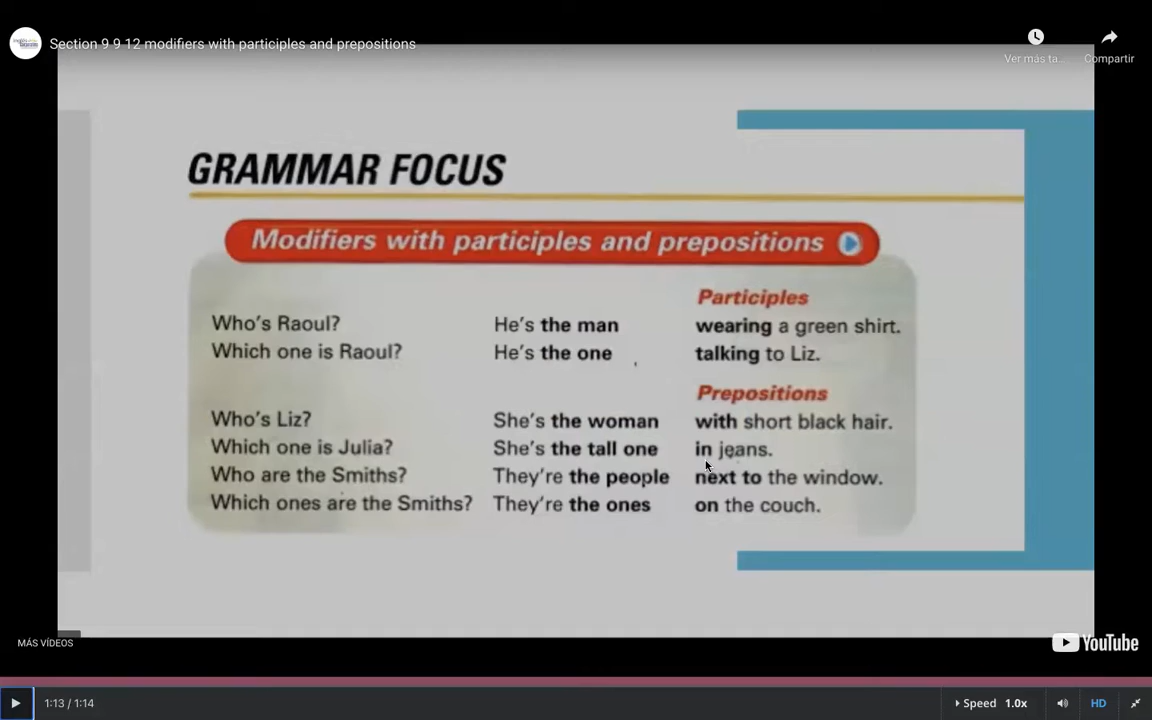 Section 9 9 12 modifiers with participles and prepositions
Ver más ta...
Compartir
GRAMMAR FOCUS
Modifiers with participles and prepositions
Participles
Who's Raoul? He's the man wearing a green shirt.
Which one is Raoul? He's the one talking to Liz.
Prepositions
Who's Liz? She's the woman with short black hair.
Which one is Julia? She's the tall one in jeans.
Who are the Smiths? They're the people next to the window.
Which ones are the Smiths? They're the ones on the couch.
MÁS VÍDEOS
YouTube
1:13 / 1:14
Speed 1.0x
HD